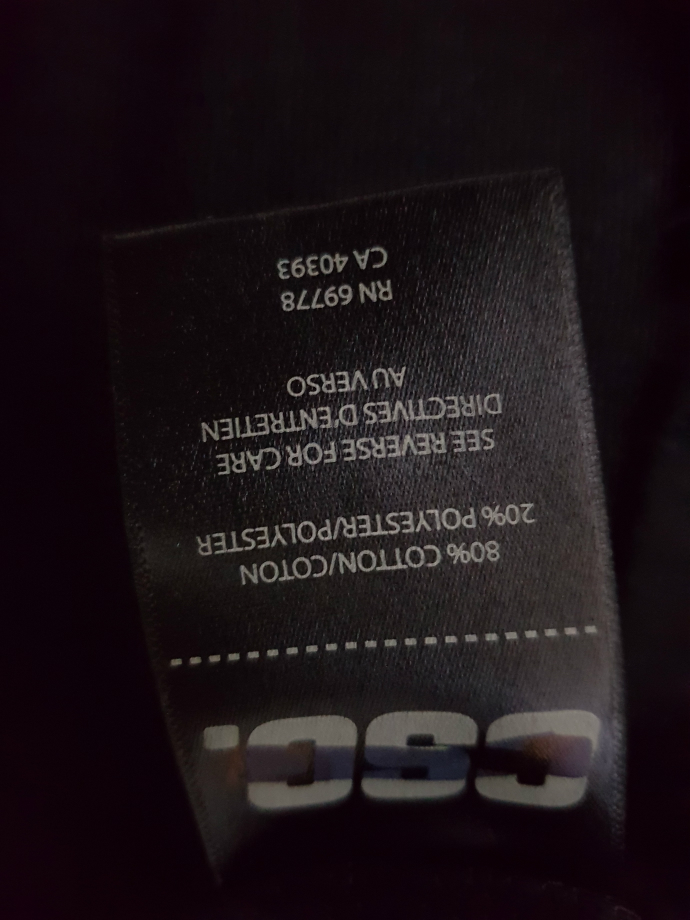 80% COTTON/COTON
20% POLYESTER/POLYESTER
SEE REVERSE FOR CARE
DIRECTIVES D'ENTRETIEN
AU VERSO
RN 69778
CA 40393